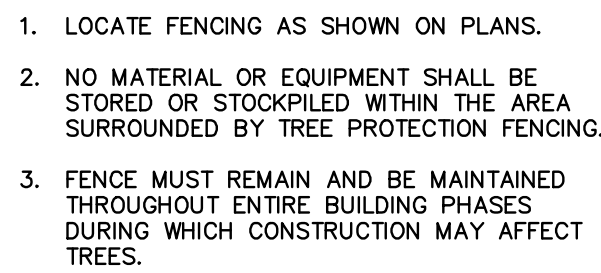 1. LOCATE FENCING AS SHOWN ON PLANS.
2. NO MATERIAL OR EQUIPMENT SHALL BE
STORED OR STOCKPILED WITHIN THE AREA
SURROUNDED BY TREE PROTECTION FENCING.
3. FENCE MUST REMAIN AND BE MAINTAINED
THROUGHOUT ENTIRE BUILDING PHASES
DURING WHICH CONSTRUCTION MAY AFFECT
TREES.